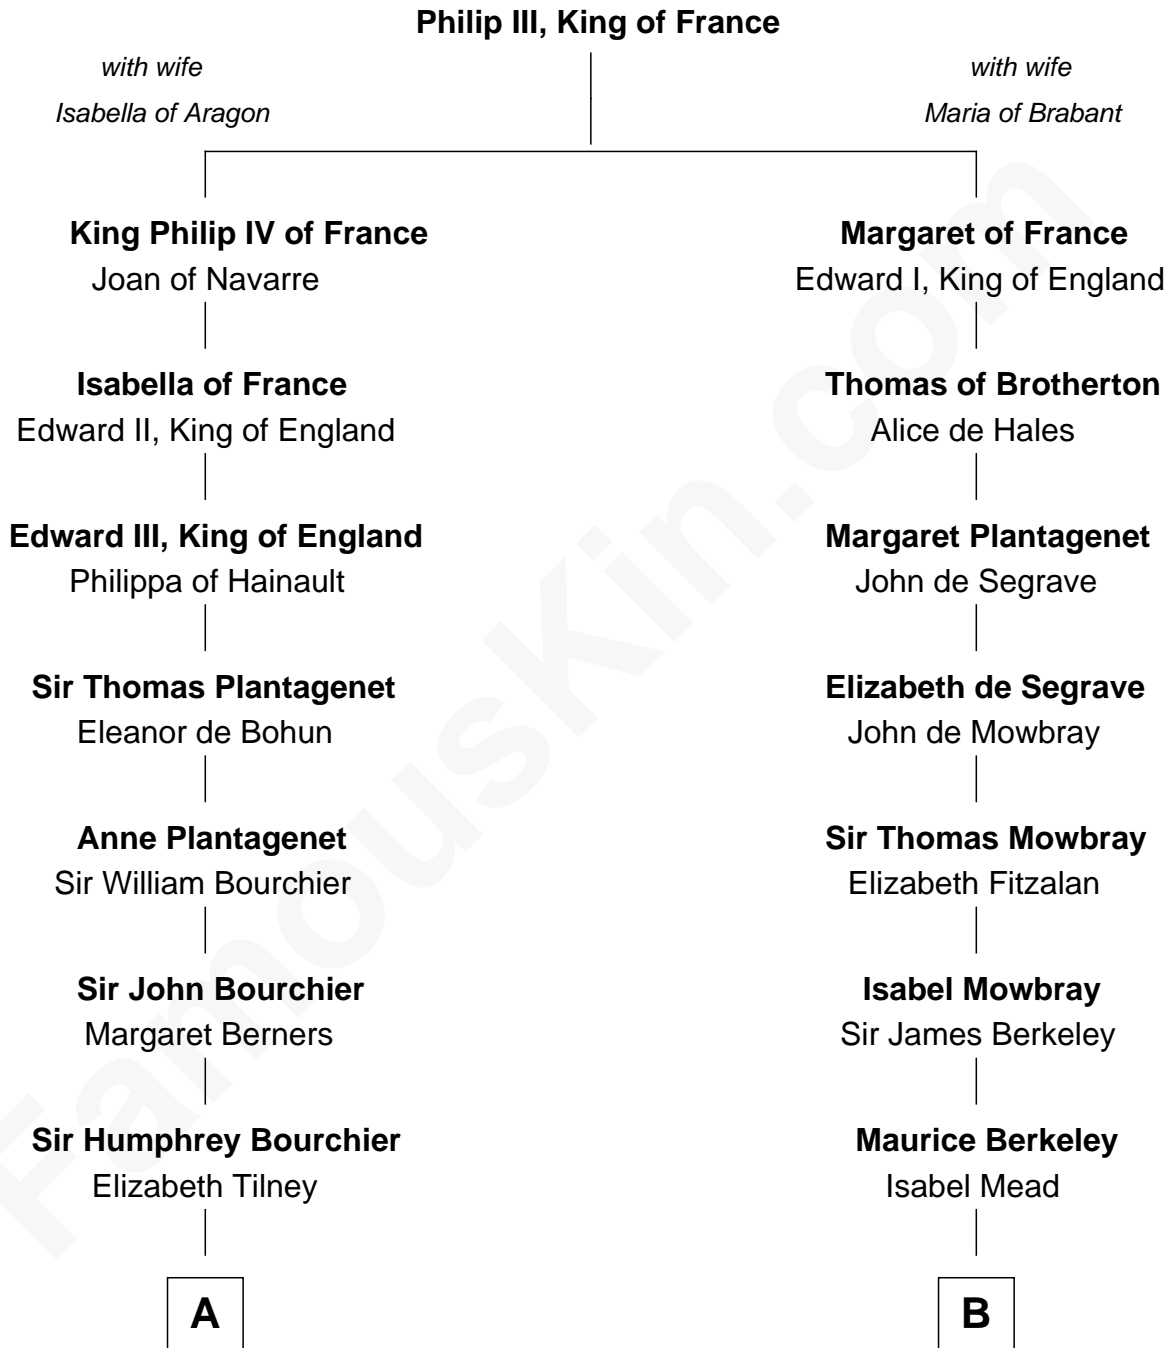 Philip III, King of France
with wife
Isabella of Aragon
with wife
Maria of Brabant
King Philip IV of France
Joan of Navarre
Margaret of France
Edward I, King of England
Isabella of France
Edward II, King of England
Thomas of Brotherton
Alice de Hales
Edward III, King of England
Philippa of Hainault
Margaret Plantagenet
John de Segrave
Sir Thomas Plantagenet
Eleanor de Bohun
Elizabeth de Segrave
John de Mowbray
Anne Plantagenet
Sir William Bourchier
Sir Thomas Mowbray
Elizabeth Fitzalan
Sir John Bourchier
Margaret Berners
Isabel Mowbray
Sir James Berkeley
Sir Humphrey Bourchier
Elizabeth Tilney
Maurice Berkeley
Isabel Mead
A
B
FamousKin.com